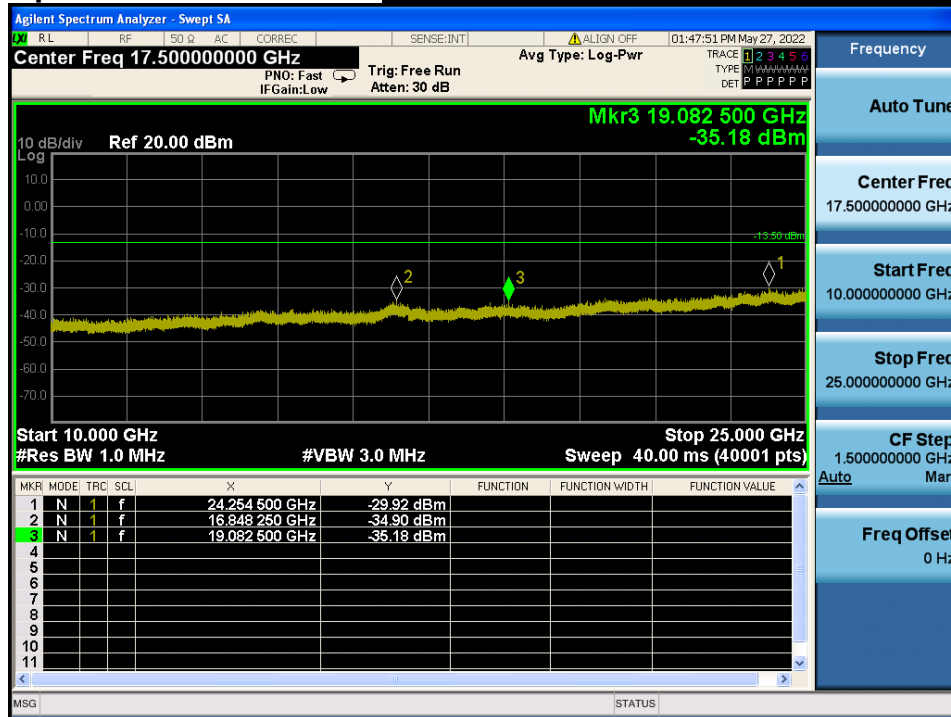 Agilent Spectrum Analyzer - Swept SA
LXI RL RF 50 Ω AC CORREC SENSE:INT ALIGN OFF 01:47:51 PM May 27, 2022
Center Freq 17.500000000 GHz
PNO: Fast
IFGain:Low
Trig: Free Run
Atten: 30 dB
Avg Type: Log-Pwr
TRACE 1 2 3 4 5 6
TYPE M
DET P P P P P P
Mkr3 19.082 500 GHz
-35.18 dBm
10 dB/div Ref 20.00 dBm
Log
10.0
0.00
-10.0
-13.50 dBm
-20.0
-30.0
-40.0
-50.0
-60.0
-70.0
2
3
1
Start 10.000 GHz Stop 25.000 GHz
#Res BW 1.0 MHz #VBW 3.0 MHz Sweep 40.00 ms (40001 pts)
MKR MODE TRC SCL X Y FUNCTION FUNCTION WIDTH FUNCTION VALUE
1 N 1 f 24.254 500 GHz -29.92 dBm
2 N 1 f 16.848 250 GHz -34.90 dBm
3 N 1 f 19.082 500 GHz -35.18 dBm
4
5
6
7
8
9
10
11
MSG STATUS
Frequency
Auto Tune
Center Freq
17.500000000 GHz
Start Freq
10.000000000 GHz
Stop Freq
25.000000000 GHz
CF Step
1.500000000 GHz
Auto Man
Freq Offset
0 Hz